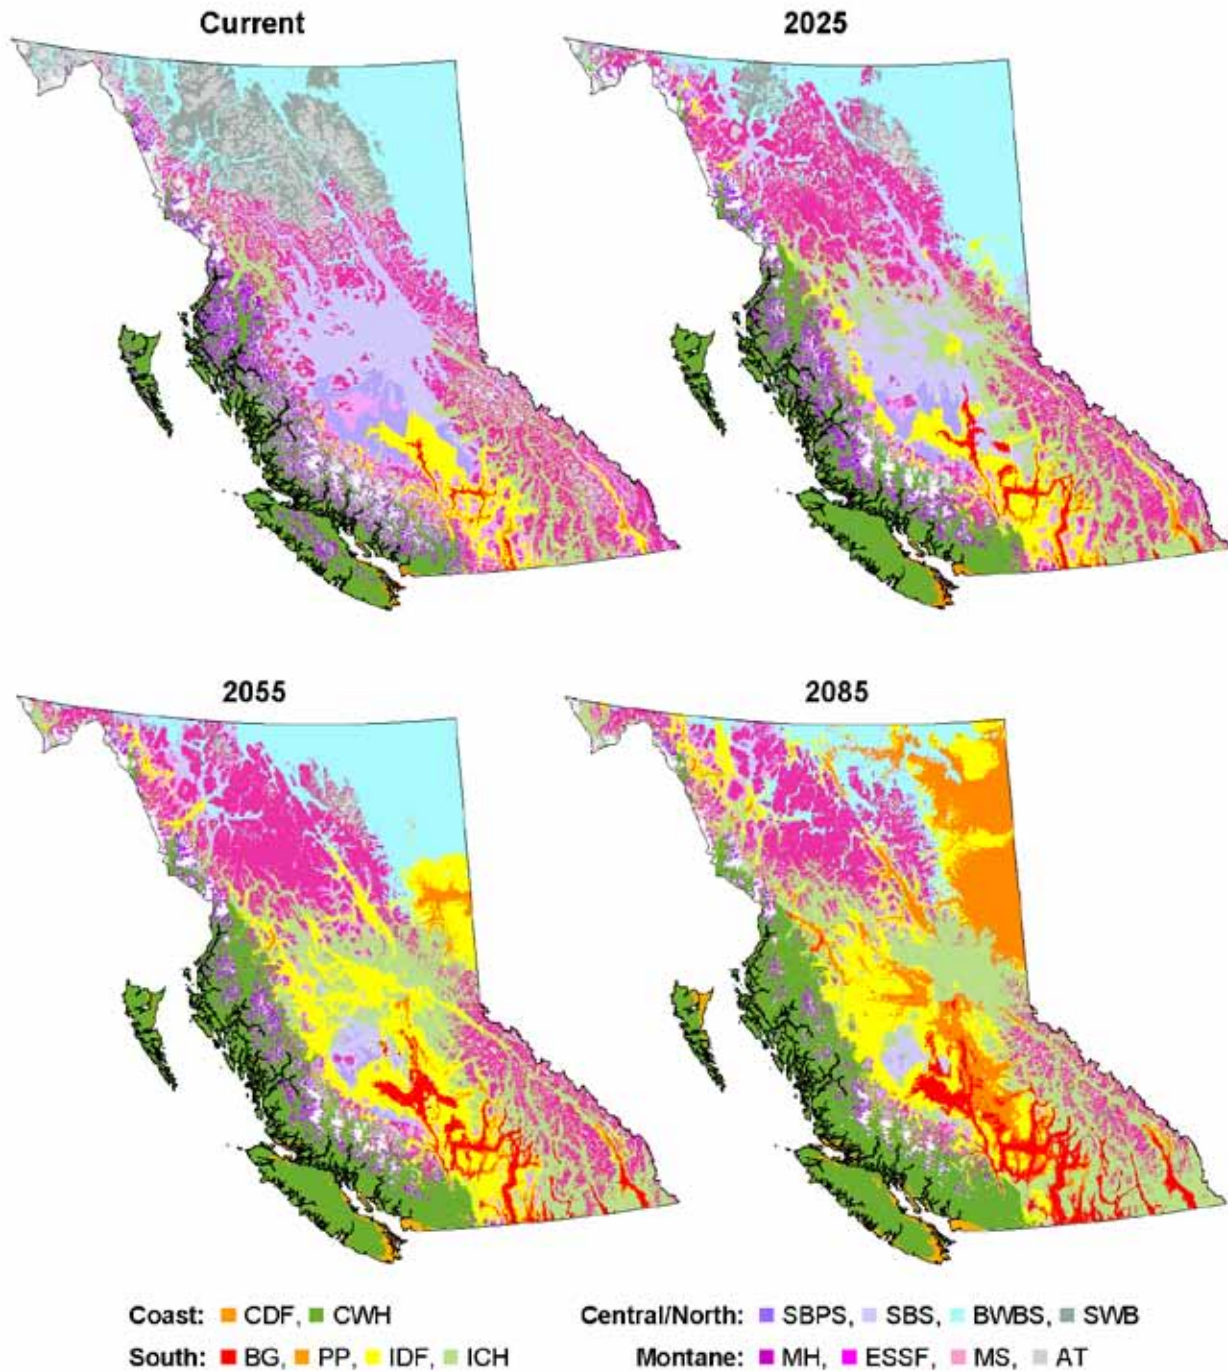 Current
2025
2055
2085
Coast: CDF, CWH
Central/North: SBPS, SBS, BWBS, SWB
South: BG, PP, IDF, ICH
Montane: MH, ESSF, MS, AT